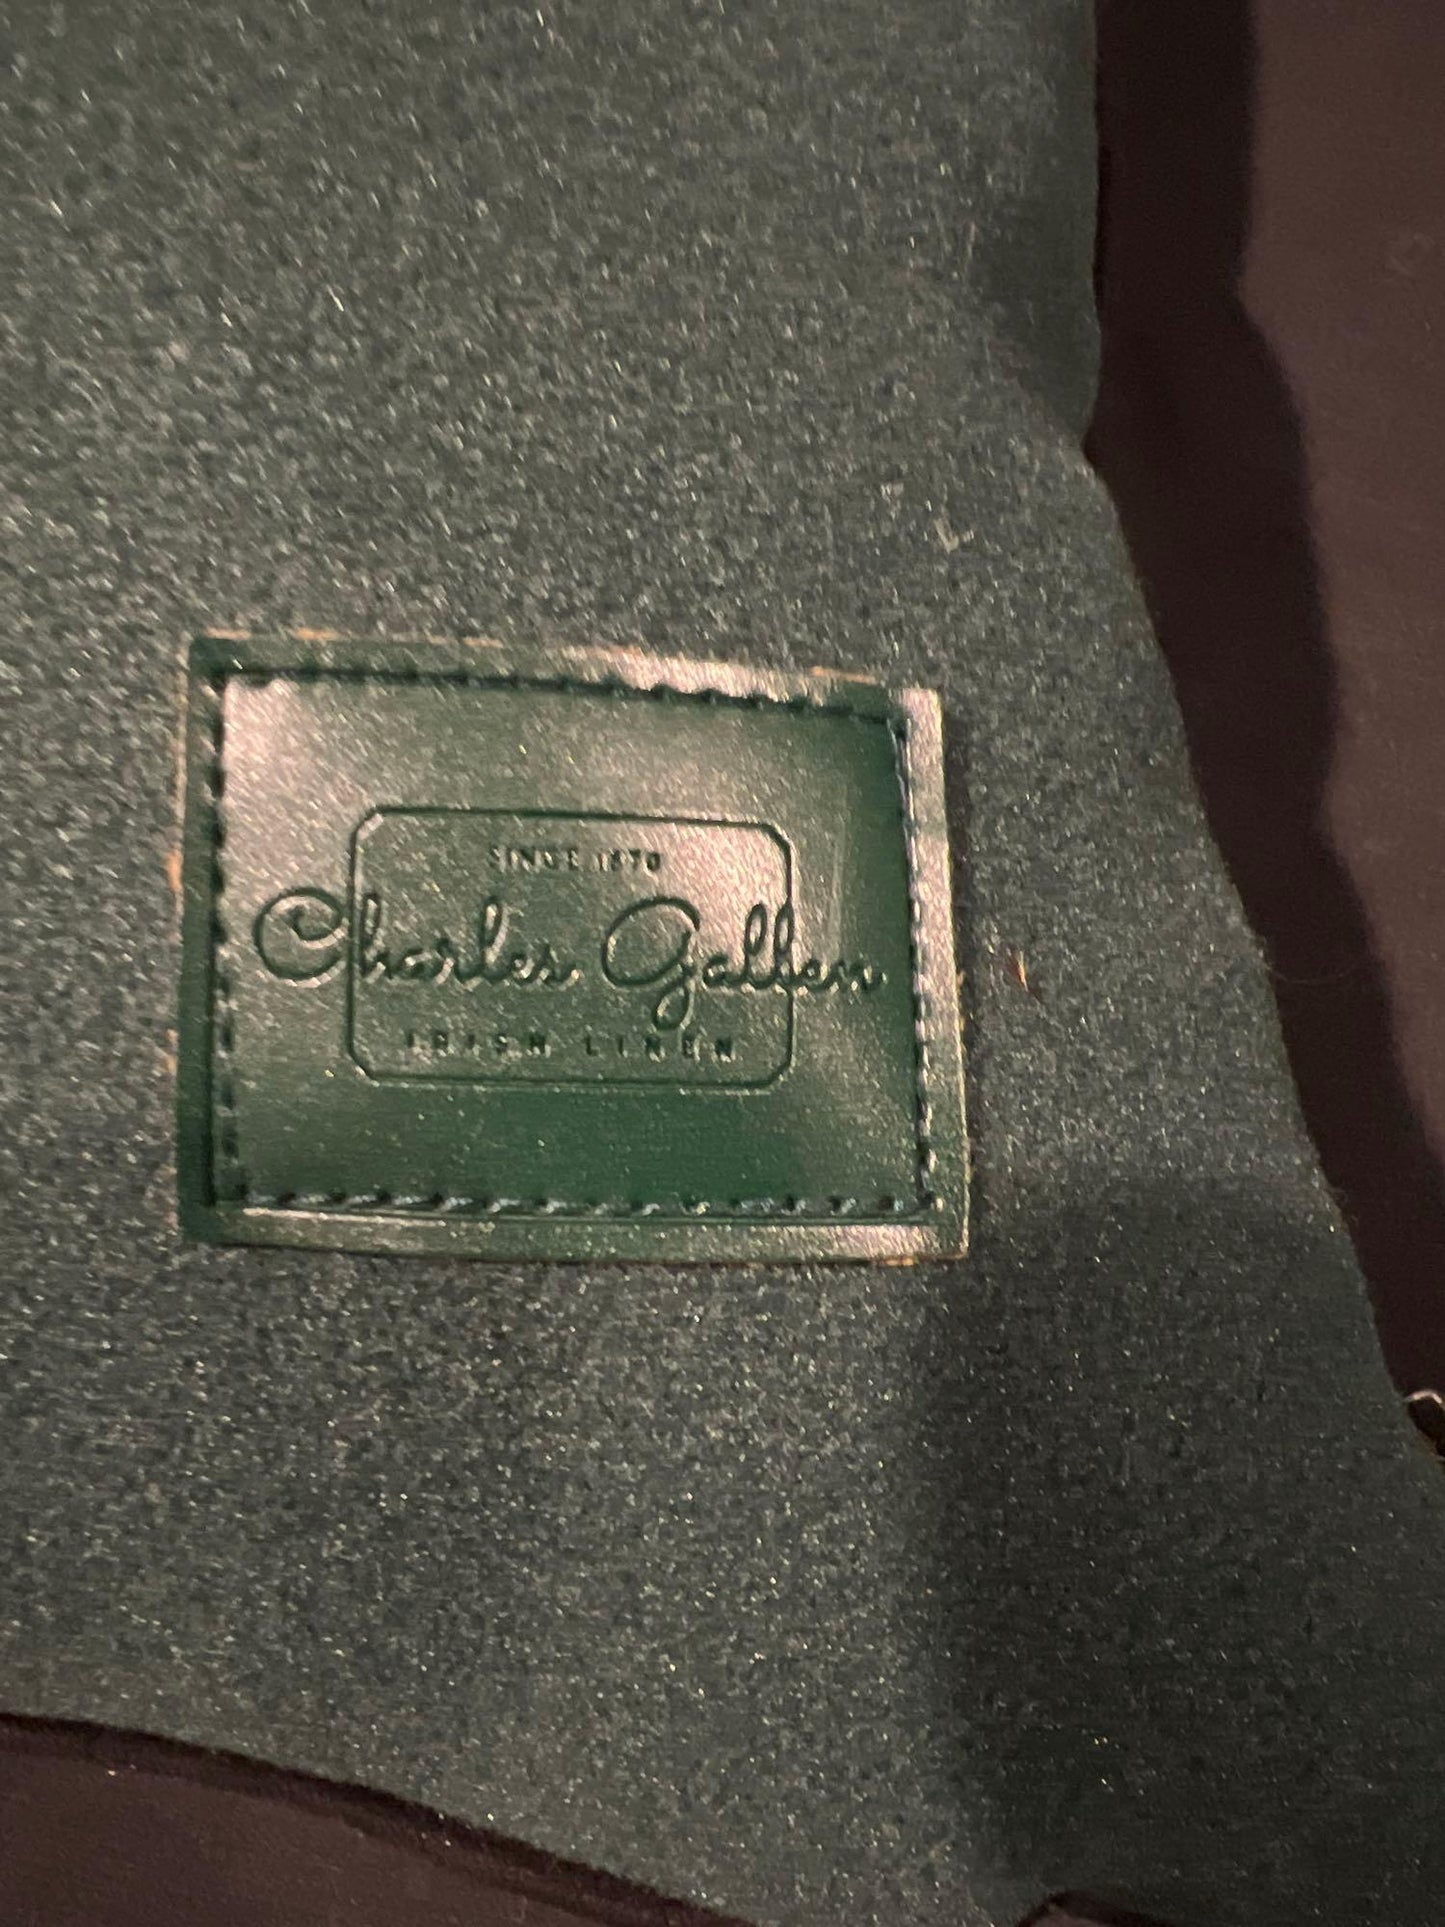 SINCE 1870
Charles Gallen
IRISH LINEN